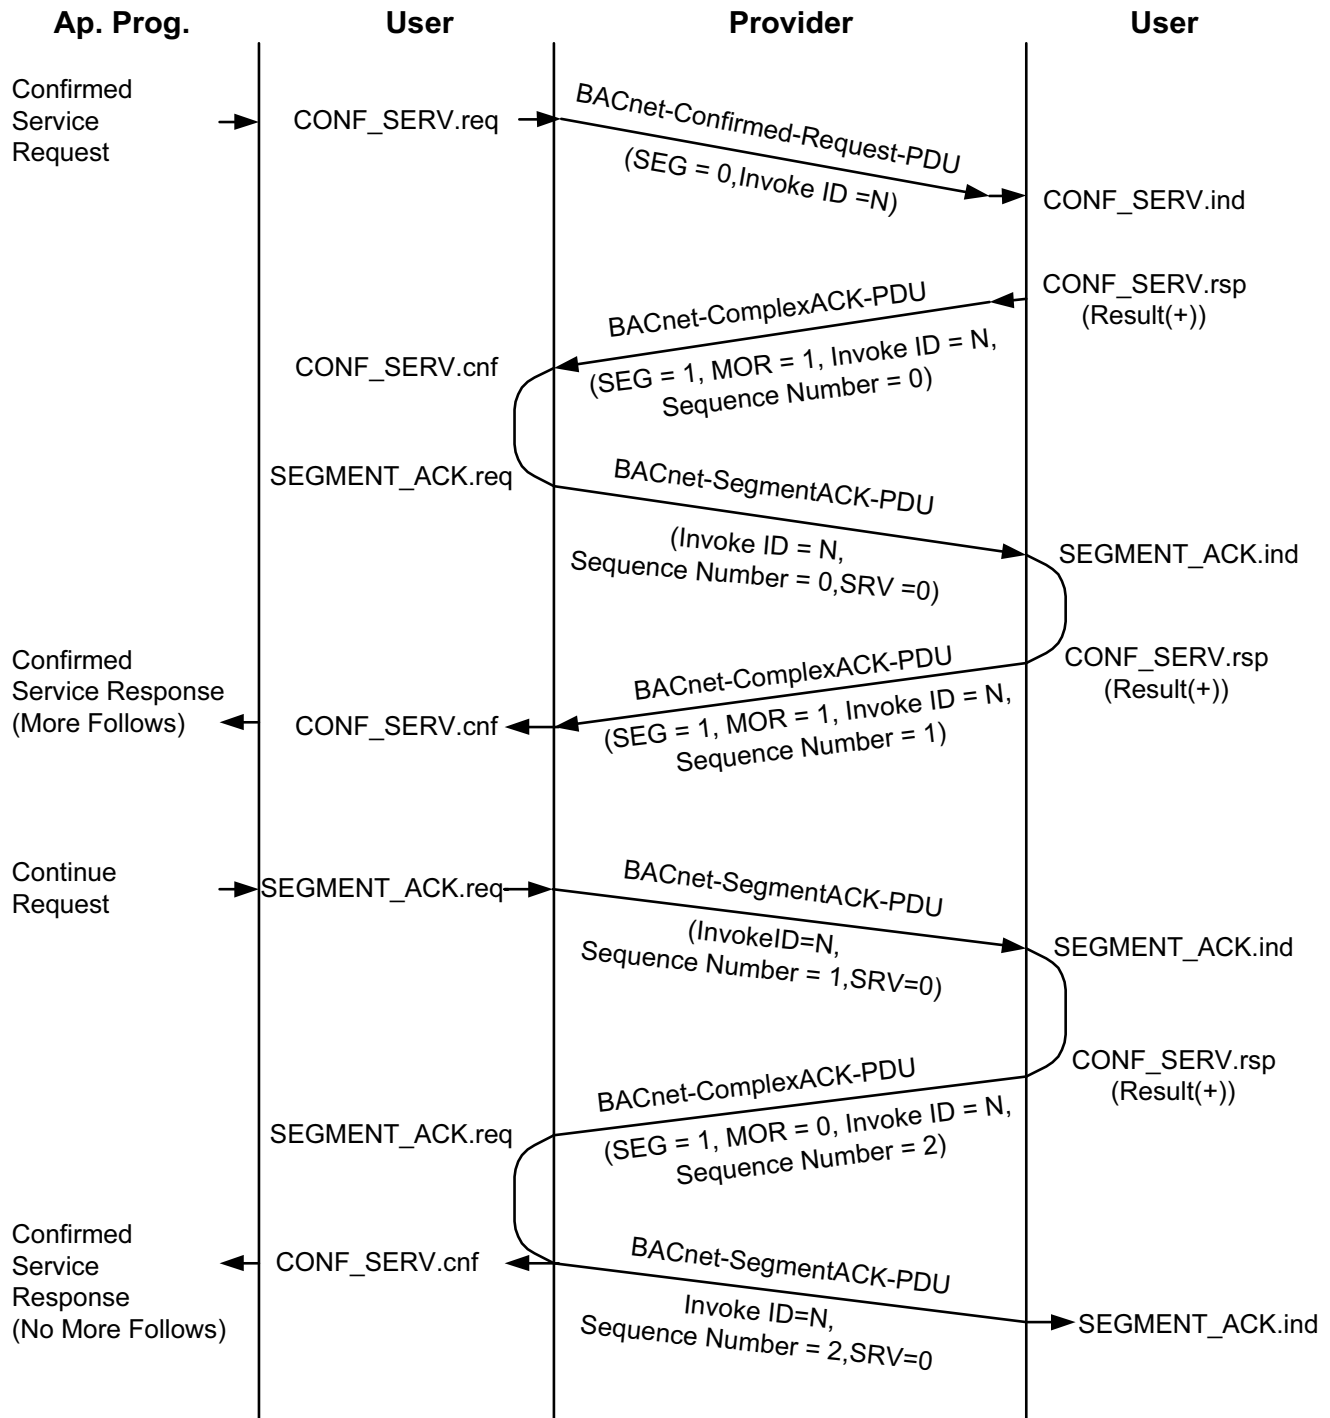 Ap. Prog.
User
Provider
User
Confirmed
Service
Request
CONF_SERV.req
BACnet-Confirmed-Request-PDU
(SEG = 0,Invoke ID =N)
CONF_SERV.ind
CONF_SERV.rsp
(Result(+))
BACnet-ComplexACK-PDU
(SEG = 1, MOR = 1, Invoke ID = N,
Sequence Number = 0)
CONF_SERV.cnf
SEGMENT_ACK.req
BACnet-SegmentACK-PDU
(Invoke ID = N,
Sequence Number = 0,SRV =0)
SEGMENT_ACK.ind
CONF_SERV.rsp
(Result(+))
BACnet-ComplexACK-PDU
(SEG = 1, MOR = 1, Invoke ID = N,
Sequence Number = 1)
CONF_SERV.cnf
Confirmed
Service Response
(More Follows)
Continue
Request
SEGMENT_ACK.req
BACnet-SegmentACK-PDU
(InvokeID=N,
Sequence Number = 1,SRV=0)
SEGMENT_ACK.ind
CONF_SERV.rsp
(Result(+))
BACnet-ComplexACK-PDU
(SEG = 1, MOR = 0, Invoke ID = N,
Sequence Number = 2)
SEGMENT_ACK.req
Confirmed
Service
Response
(No More Follows)
CONF_SERV.cnf
BACnet-SegmentACK-PDU
Invoke ID=N,
Sequence Number = 2,SRV=0
SEGMENT_ACK.ind